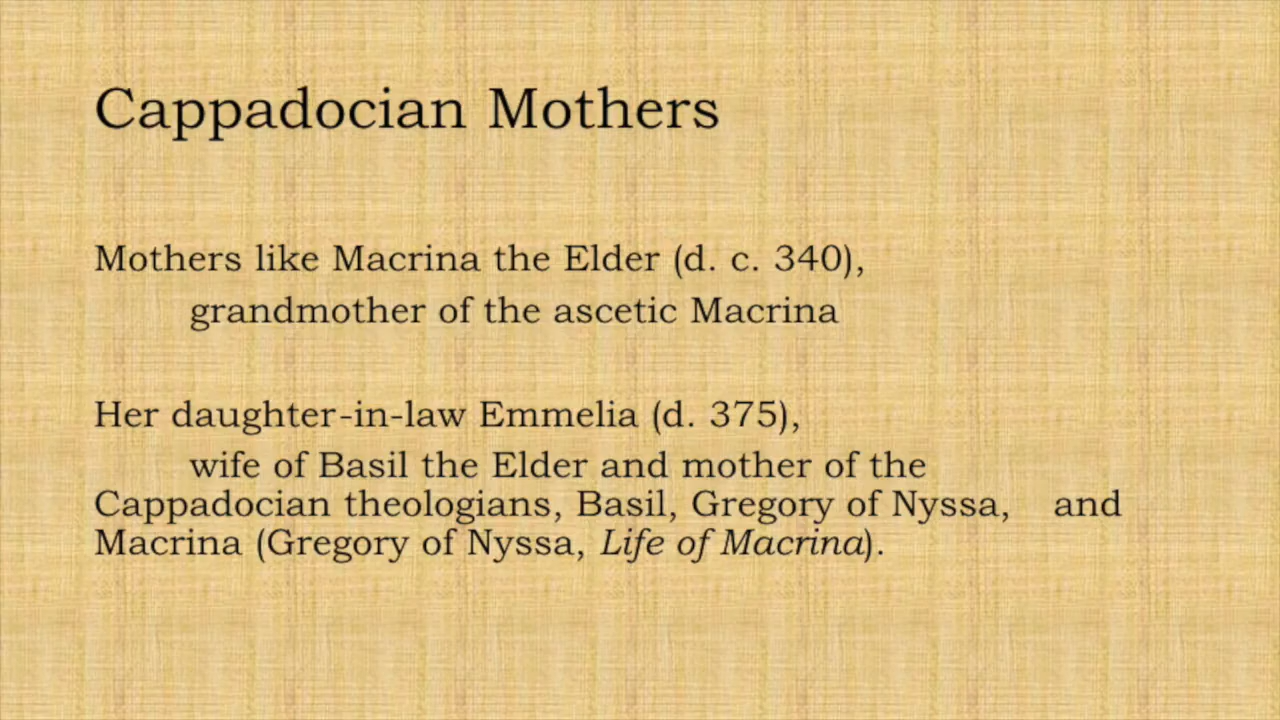 Cappadocian Mothers
Mothers like Macrina the Elder (d. c. 340),
grandmother of the ascetic Macrina
Her daughter-in-law Emmelia (d. 375),
wife of Basil the Elder and mother of the
Cappadocian theologians, Basil, Gregory of Nyssa, and
Macrina (Gregory of Nyssa, Life of Macrina).